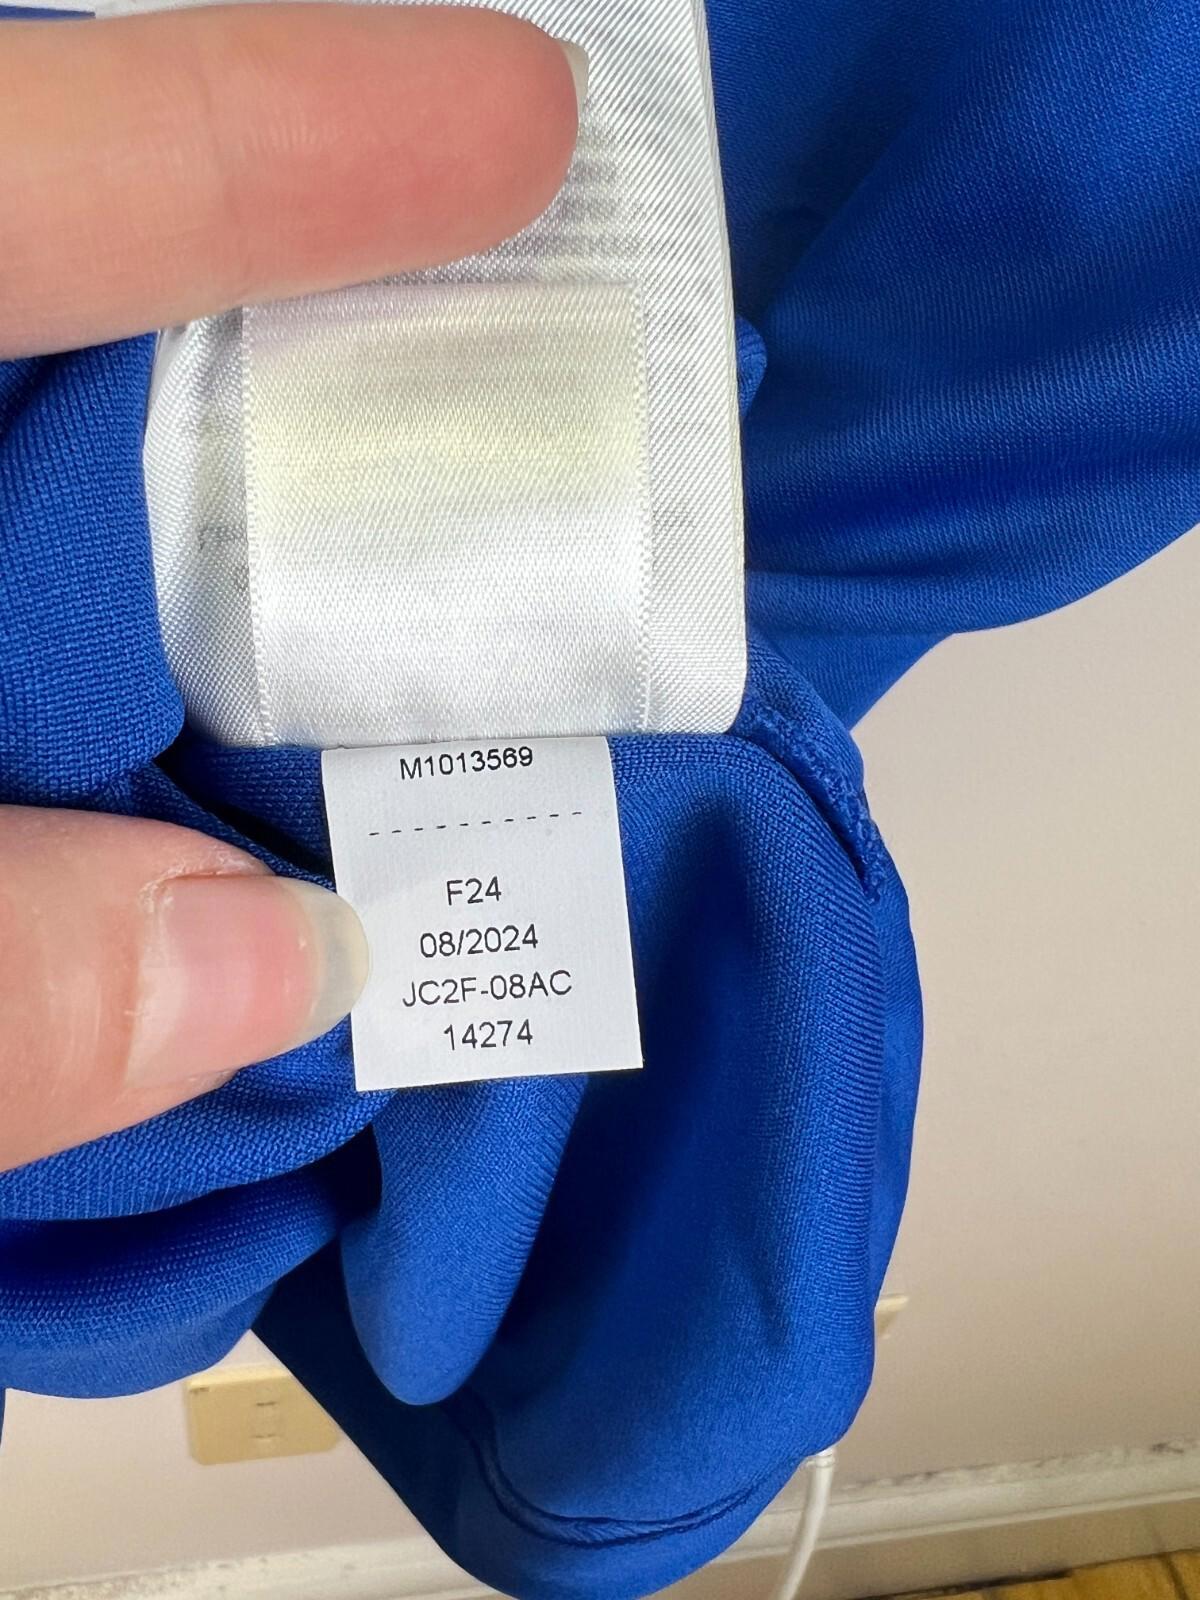 M1013569
----------
F24
08/2024
JC2F-08AC
14274